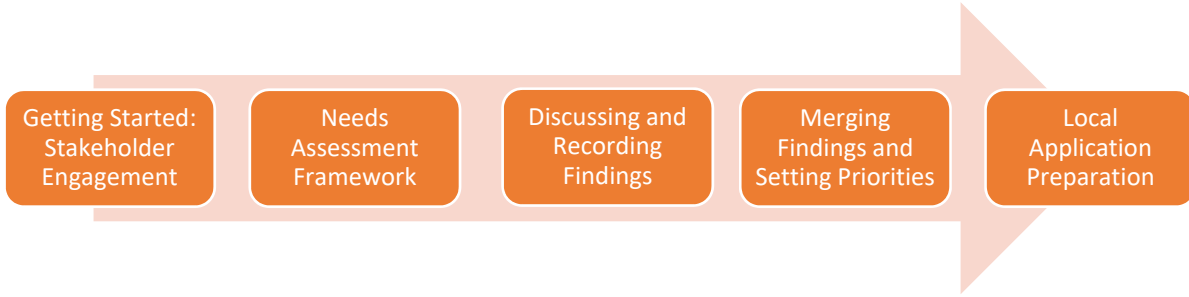 Getting Started:
Stakeholder
Engagement
Needs
Assessment
Framework
Discussing and
Recording
Findings
Merging
Findings and
Setting Priorities
Local
Application
Preparation